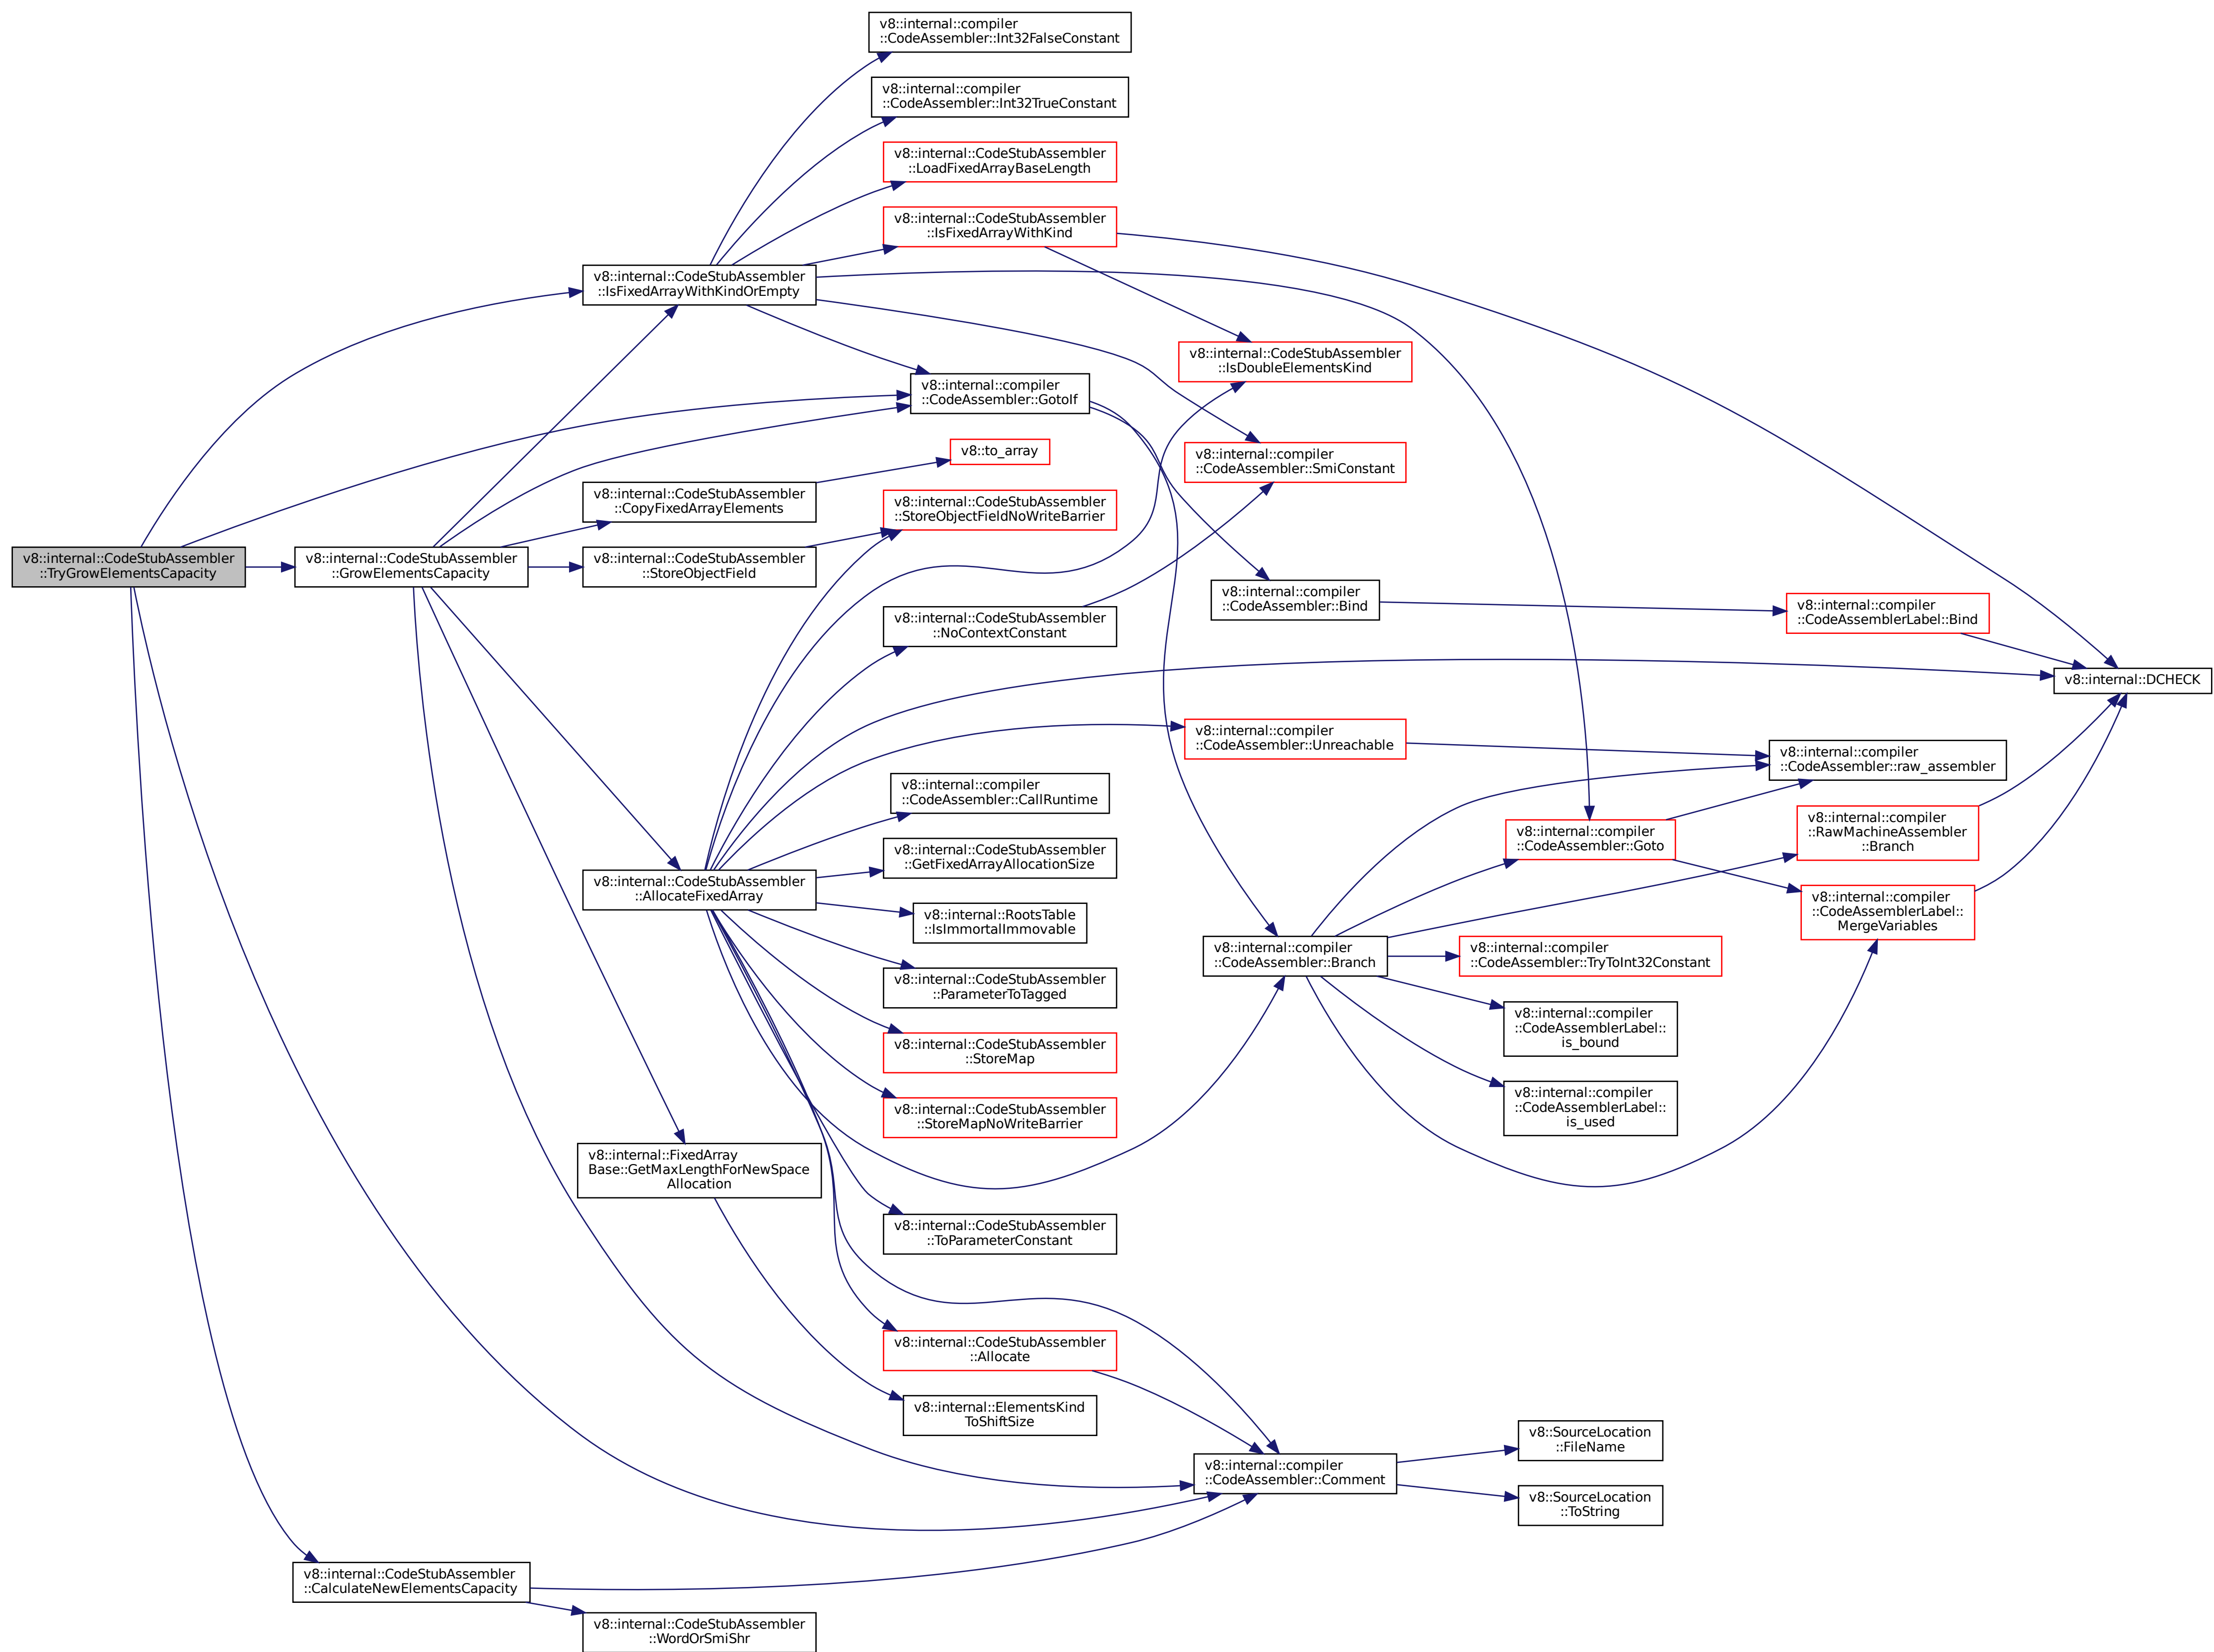 v8::internal::compiler
::CodeAssembler::Int32FalseConstant
v8::internal::compiler
::CodeAssembler::Int32TrueConstant
v8::internal::CodeStubAssembler
::LoadFixedArrayBaseLength
v8::internal::CodeStubAssembler
::IsFixedArrayWithKind
v8::internal::CodeStubAssembler
::IsFixedArrayWithKindOrEmpty
v8::internal::CodeStubAssembler
::IsDoubleElementsKind
v8::internal::compiler
::CodeAssembler::GotoIf
v8::to_array
v8::internal::compiler
::CodeAssembler::SmiConstant
v8::internal::CodeStubAssembler
::CopyFixedArrayElements
v8::internal::CodeStubAssembler
::StoreObjectFieldNoWriteBarrier
v8::internal::CodeStubAssembler
::TryGrowElementsCapacity
v8::internal::CodeStubAssembler
::GrowElementsCapacity
v8::internal::CodeStubAssembler
::StoreObjectField
v8::internal::compiler
::CodeAssembler::Bind
v8::internal::compiler
::CodeAssemblerLabel::Bind
v8::internal::CodeStubAssembler
::NoContextConstant
v8::internal::DCHECK
v8::internal::compiler
::CodeAssembler::Unreachable
v8::internal::compiler
::CodeAssembler::raw_assembler
v8::internal::compiler
::CodeAssembler::CallRuntime
v8::internal::compiler
::CodeAssembler::Goto
v8::internal::compiler
::RawMachineAssembler
::Branch
v8::internal::CodeStubAssembler
::GetFixedArrayAllocationSize
v8::internal::CodeStubAssembler
::AllocateFixedArray
v8::internal::RootsTable
::IsImmortalImmovable
v8::internal::compiler
::CodeAssemblerLabel::
MergeVariables
v8::internal::compiler
::CodeAssembler::Branch
v8::internal::compiler
::CodeAssembler::TryToInt32Constant
v8::internal::CodeStubAssembler
::ParameterToTagged
v8::internal::compiler
::CodeAssemblerLabel::
is_bound
v8::internal::CodeStubAssembler
::StoreMap
v8::internal::CodeStubAssembler
::StoreMapNoWriteBarrier
v8::internal::compiler
::CodeAssemblerLabel::
is_used
v8::internal::FixedArray
Base::GetMaxLengthForNewSpace
Allocation
v8::internal::CodeStubAssembler
::ToParameterConstant
v8::internal::CodeStubAssembler
::Allocate
v8::internal::ElementsKind
ToShiftSize
v8::internal::compiler
::CodeAssembler::Comment
v8::SourceLocation
::FileName
v8::SourceLocation
::ToString
v8::internal::CodeStubAssembler
::CalculateNewElementsCapacity
v8::internal::CodeStubAssembler
::WordOrSmiShr